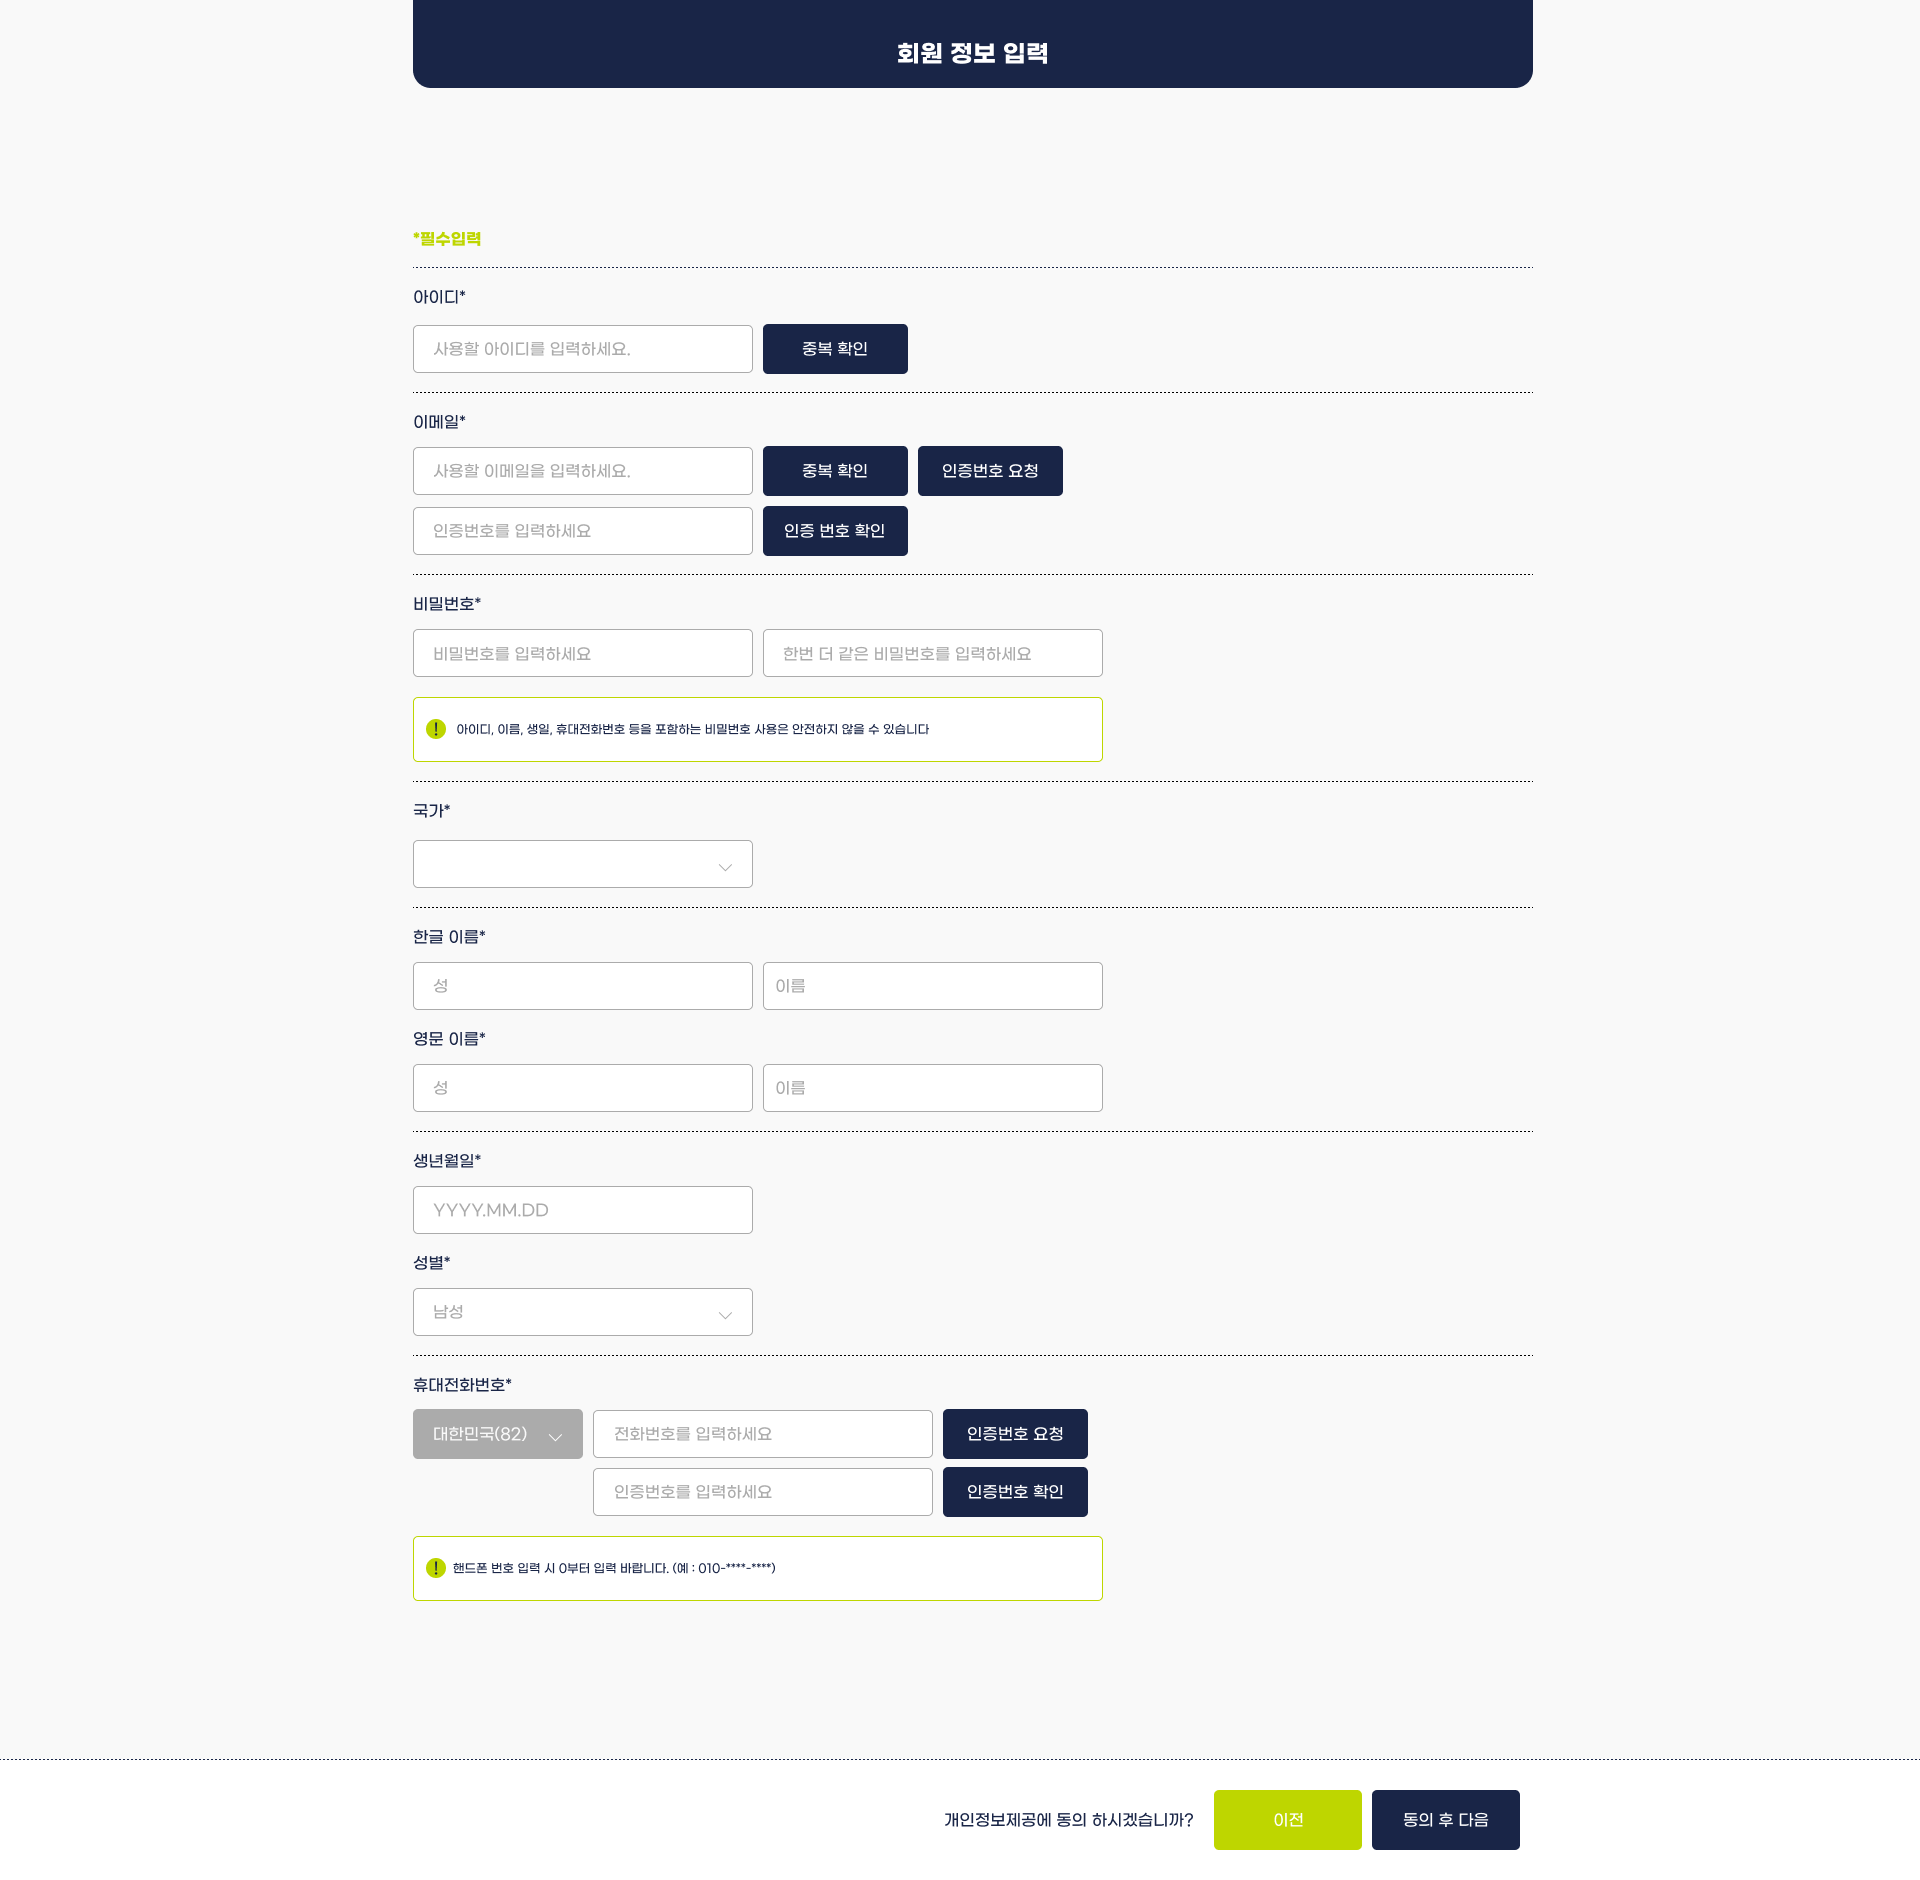 회원 정보 입력
*필수입력
아이디*
사용할 아이디를 입력하세요.
중복 확인
이메일*
사용할 이메일을 입력하세요.
중복 확인
인증번호 요청
인증번호를 입력하세요
인증 번호 확인
비밀번호*
비밀번호를 입력하세요
한번 더 같은 비밀번호를 입력하세요
! 아이디, 이름, 생일, 휴대전화번호 등을 포함하는 비밀번호 사용은 안전하지 않을 수 있습니다
국가*
한글 이름*
성
이름
영문 이름*
성
이름
생년월일*
YYYY.MM.DD
성별*
남성
휴대전화번호*
대한민국(82)
전화번호를 입력하세요
인증번호 요청
인증번호를 입력하세요
인증번호 확인
! 핸드폰 번호 입력 시 0부터 입력 바랍니다. (예 : 010-****-****)
개인정보제공에 동의 하시겠습니까?
이전
동의 후 다음